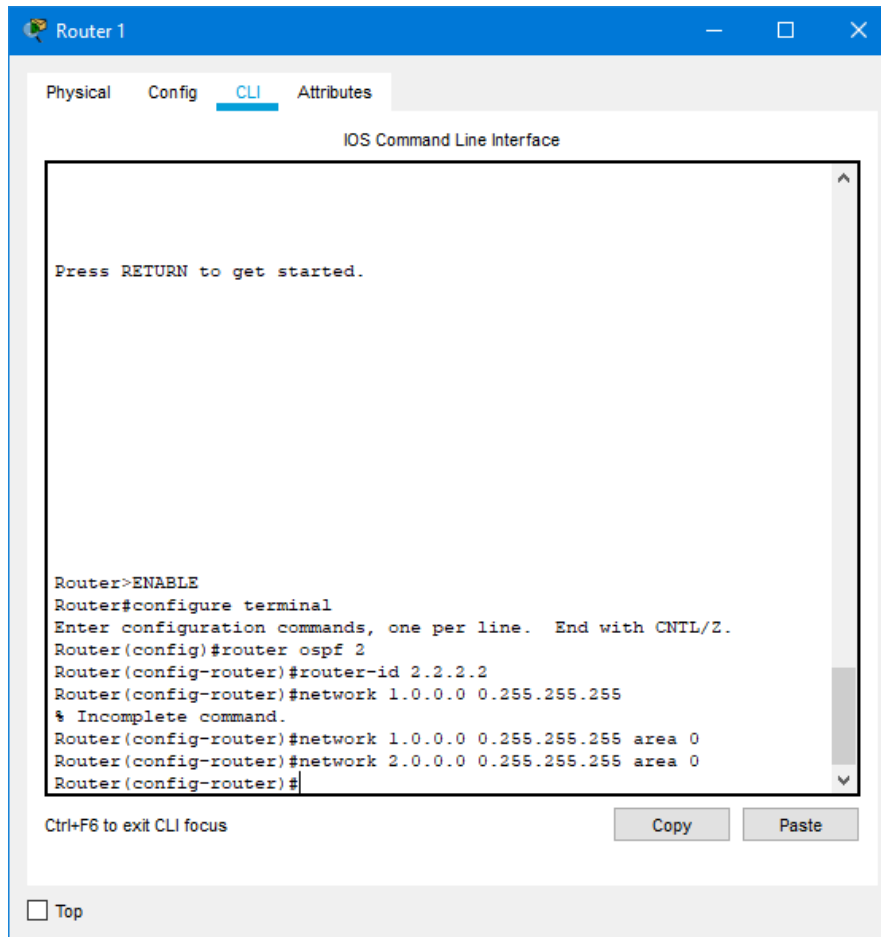 Router 1
Physical Config CLI Attributes
IOS Command Line Interface
Press RETURN to get started.
Router>ENABLE
Router#configure terminal
Enter configuration commands, one per line.  End with CNTL/Z.
Router(config)#router ospf 2
Router(config-router)#router-id 2.2.2.2
Router(config-router)#network 1.0.0.0 0.255.255.255
% Incomplete command.
Router(config-router)#network 1.0.0.0 0.255.255.255 area 0
Router(config-router)#network 2.0.0.0 0.255.255.255 area 0
Router(config-router)#
Ctrl+F6 to exit CLI focus Copy Paste
Top